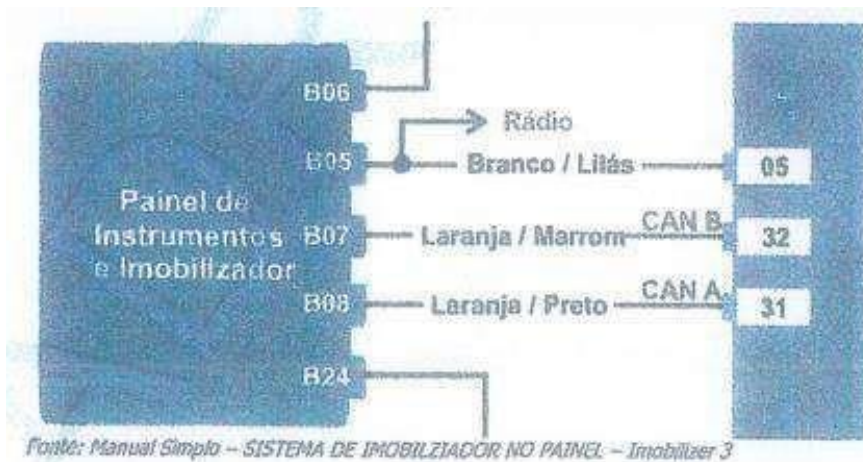 B06
Rádio
B05
Branco / Lilás
05
Painel de
Instrumentos
e Imobilizador
B07
Laranja / Marrom
CAN B
32
B08
Laranja / Preto
CAN A
31
B24
Fonte: Manual Simplo – SISTEMA DE IMOBILZIADOR NO PAINEL – Imobilizer 3